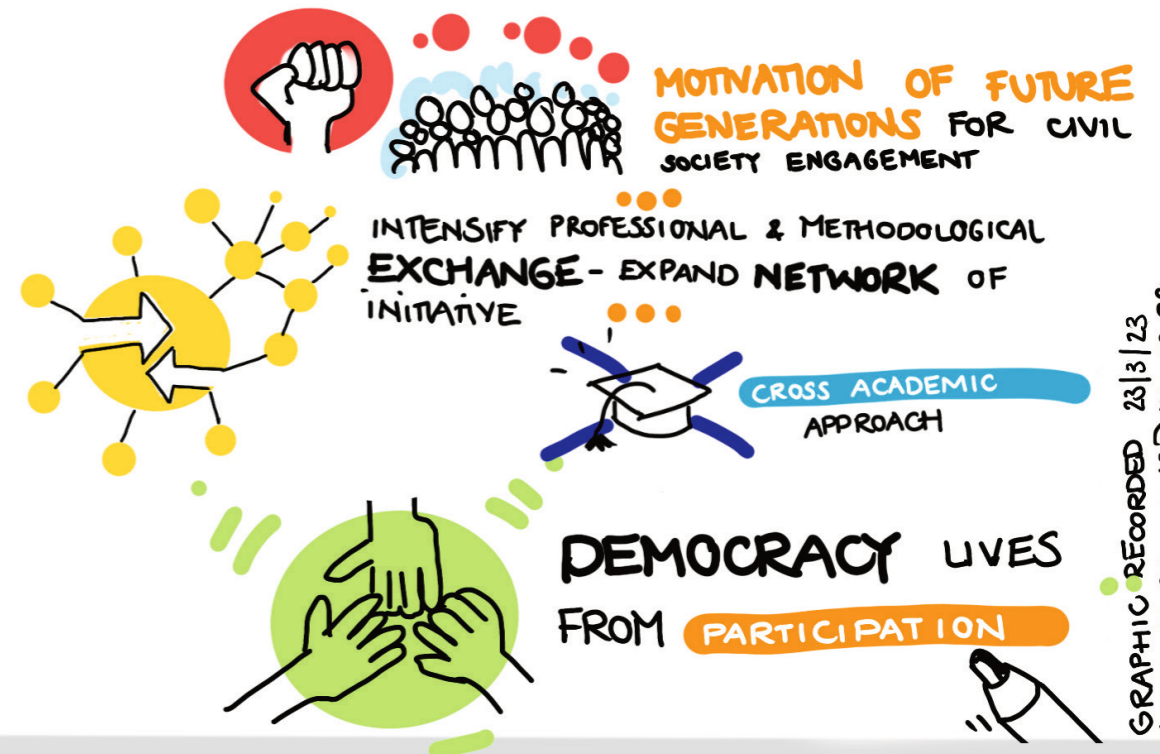 MOTIVATION OF FUTURE
GENERATIONS FOR CIVIL
SOCIETY ENGAGEMENT
INTENSIFY PROFESSIONAL & METHODOLOGICAL
EXCHANGE - EXPAND NETWORK OF
INITIATIVE
CROSS ACADEMIC
APPROACH
DEMOCRACY LIVES
FROM PARTICIPATION
GRAPHIC RECORDED 23|3|23